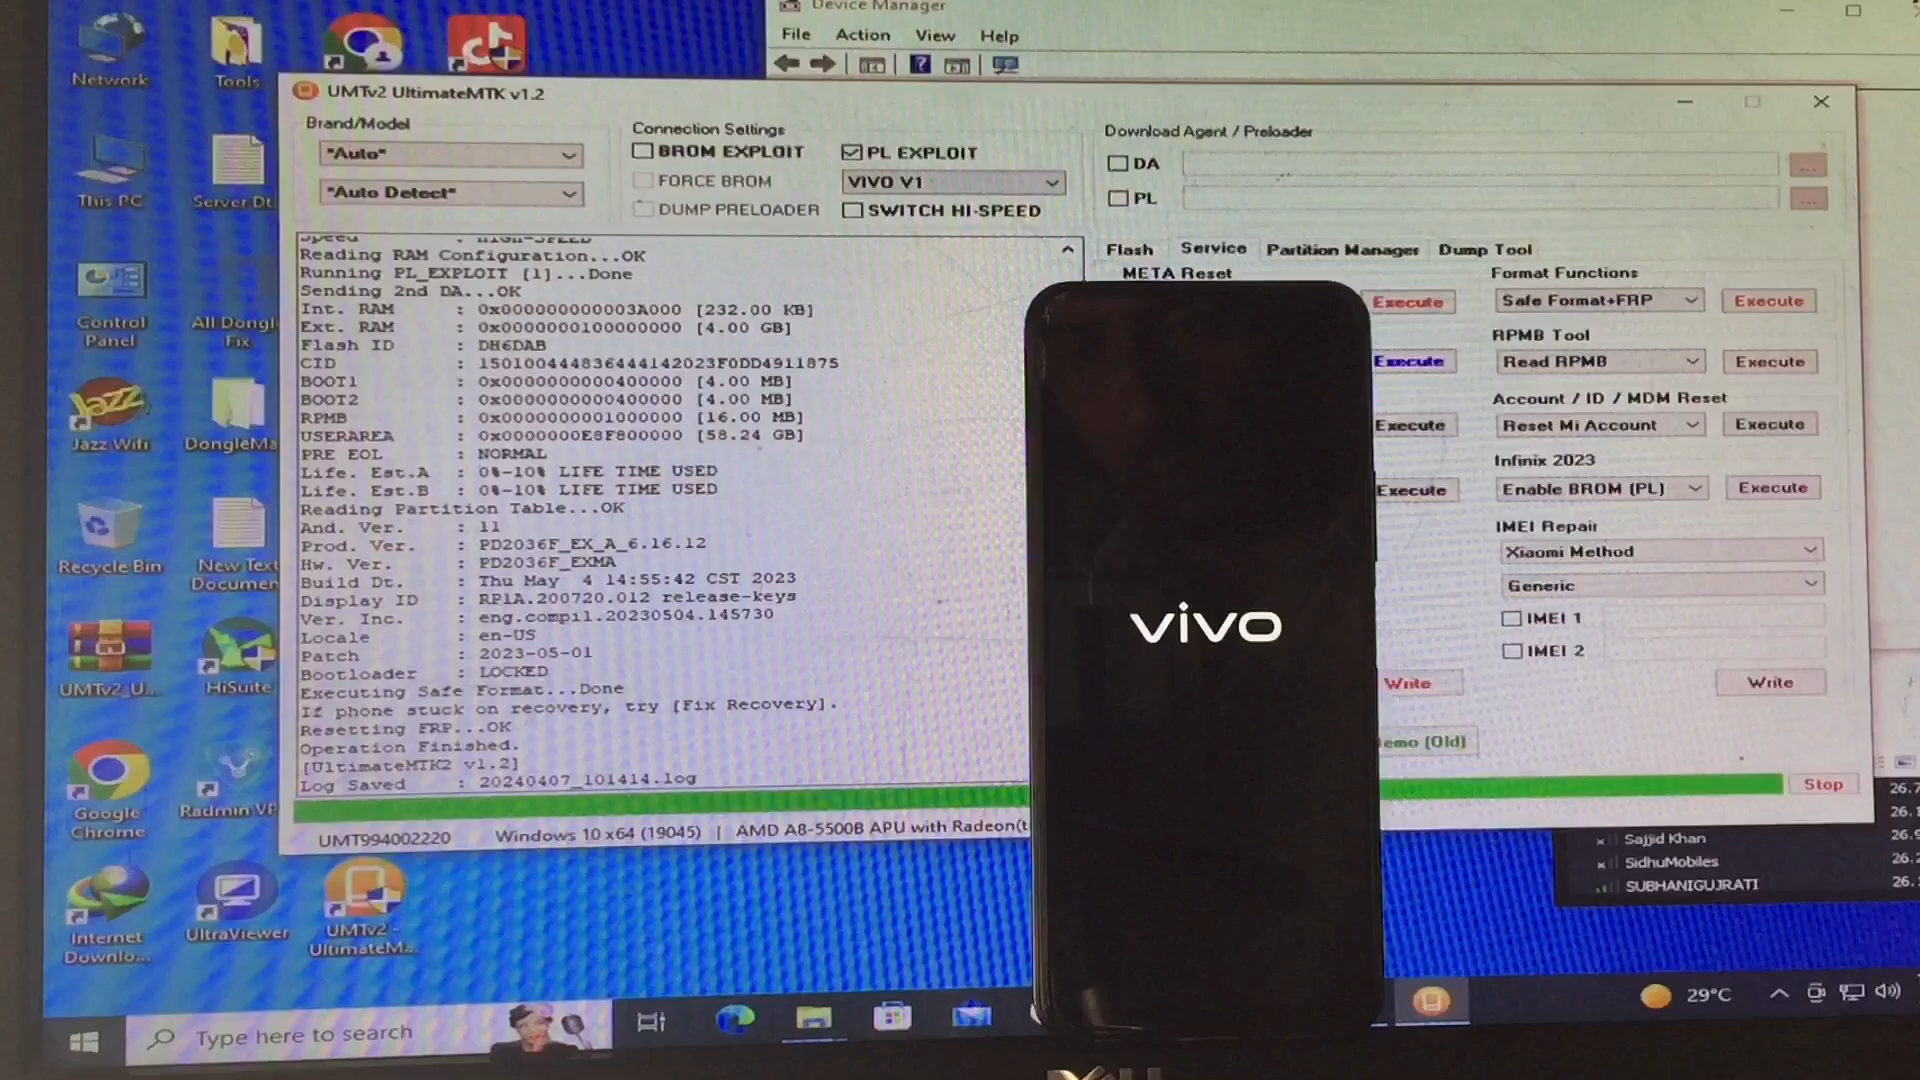 Device Manager
File Action View Help
Network
Tools
This PC
Server Dt
Control Panel
All Dongl
Fix
Jazz Wifi
DongleMa
Recycle Bin
New Text
Documen
UMTv2_U...
HiSuite
Google Chrome
Radmin VP
Internet Downlo...
UltraViewer
UMTv2 - UltimateM...
UMTv2 UltimateMTK v1.2
Brand/Model
"Auto"
"Auto Detect"
Connection Settings
BROM EXPLOIT
PL EXPLOIT
FORCE BROM
VIVO V1
DUMP PRELOADER
SWITCH HI-SPEED
Download Agent / Preloader
DA
...
PL
...
Speed : HIGH-SPEED
Reading RAM Configuration...OK
Running PL_EXPLOIT [1]...Done
Sending 2nd DA...OK
Int. RAM : 0x000000000003A000 [232.00 KB]
Ext. RAM : 0x0000000100000000 [4.00 GB]
Flash ID : DH6DAB
CID : 150100444836444142023F0DD4911875
BOOT1 : 0x0000000000400000 [4.00 MB]
BOOT2 : 0x0000000000400000 [4.00 MB]
RPMB : 0x0000000001000000 [16.00 MB]
USERAREA : 0x0000000E8F800000 [58.24 GB]
PRE EOL : NORMAL
Life. Est.A : 0%-10% LIFE TIME USED
Life. Est.B : 0%-10% LIFE TIME USED
Reading Partition Table...OK
And. Ver. : 11
Prod. Ver. : PD2036F_EX_A_6.16.12
Hw. Ver. : PD2036F_EXMA
Build Dt. : Thu May 4 14:55:42 CST 2023
Display ID : RP1A.200720.012 release-keys
Ver. Inc. : eng.compil.20230504.145730
Locale : en-US
Patch : 2023-05-01
Bootloader : LOCKED
Executing Safe Format...Done
If phone stuck on recovery, try [Fix Recovery].
Resetting FRP...OK
Operation Finished.
[UltimateMTK2 v1.2]
Log Saved : 20240407_101414.log
Flash Service Partition Manager Dump Tool
META Reset
Execute
Execute
Execute
Execute
Write
emo (Old)
Format Functions
Safe Format+FRP Execute
RPMB Tool
Read RPMB Execute
Account / ID / MDM Reset
Reset Mi Account Execute
Infinix 2023
Enable BROM (PL) Execute
IMEI Repair
Xiaomi Method
Generic
IMEI 1
IMEI 2
Write
Stop
UMT994002220 Windows 10 x64 (19045) | AMD A8-5500B APU with Radeon(t
vivo
Sajjid Khan
SidhuMobiles
SUBHANIGUJRATI
Type here to search
29°C